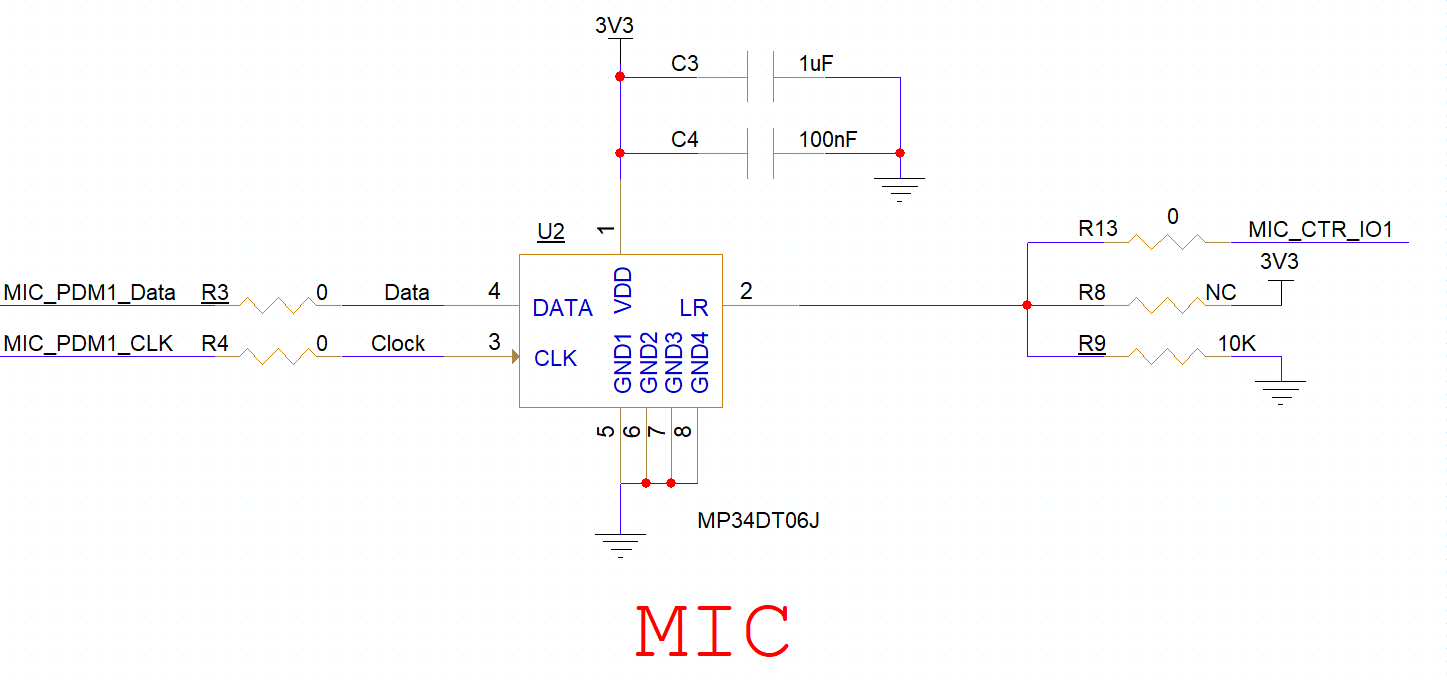 3V3
C3 1uF
C4 100nF
U2 1
R13 0 MIC_CTR_IO1
3V3
MIC_PDM1_Data R3 0 Data 4
DATA VDD LR
2 R8 NC
MIC_PDM1_CLK R4 0 Clock 3
CLK GND1 GND2 GND3 GND4
R9 10K
5 6 7 8
MP34DT06J
MIC